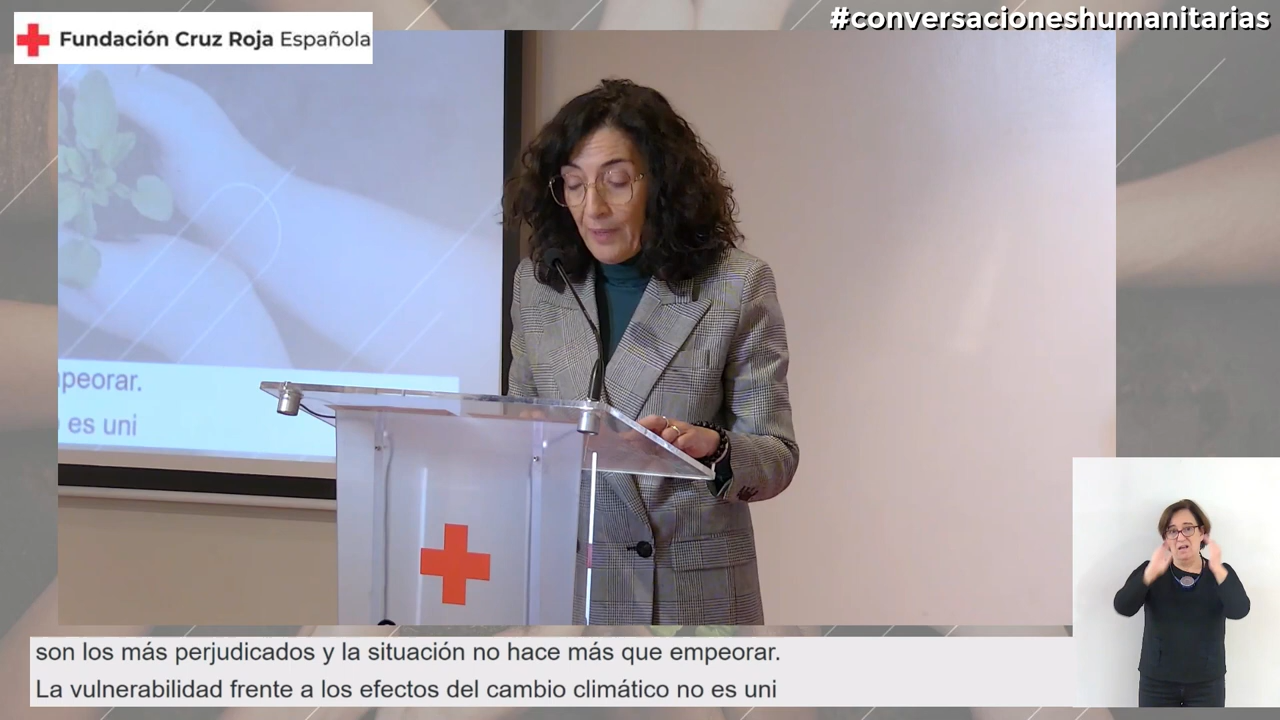 #conversacioneshumanitarias
Fundación Cruz Roja Española
peorar.
es uni
son los más perjudicados y la situación no hace más que empeorar.
La vulnerabilidad frente a los efectos del cambio climático no es uni